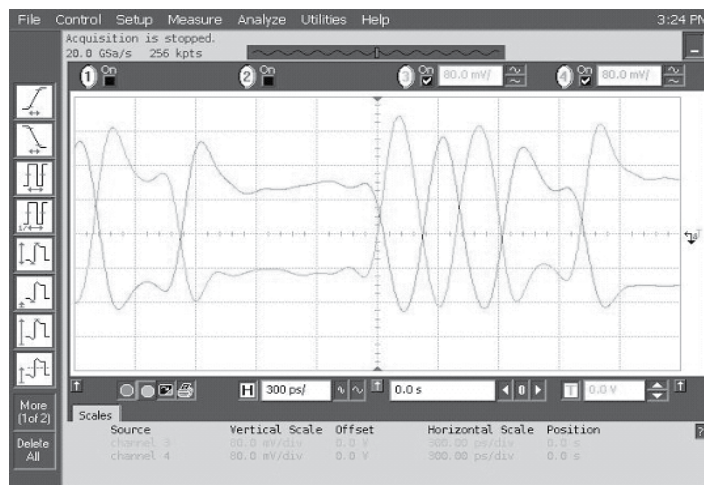 File Control Setup Measure Analyze Utilities Help 3:24 PM
Acquisition is stopped.
20.0 GSa/s 256 kpts
1 On 2 On 3 On 80.0 mV/ 4 On 80.0 mV/
H 300 ps/ 0.0 s 0 T 0.0 V
More
(1of 2)
Delete
All
Scales
Source Vertical Scale Offset Horizontal Scale Position
channel 3 80.0 mV/div 0.0 V 300.00 ps/div 0.0 s
channel 4 80.0 mV/div 0.0 V 300.00 ps/div 0.0 s
?